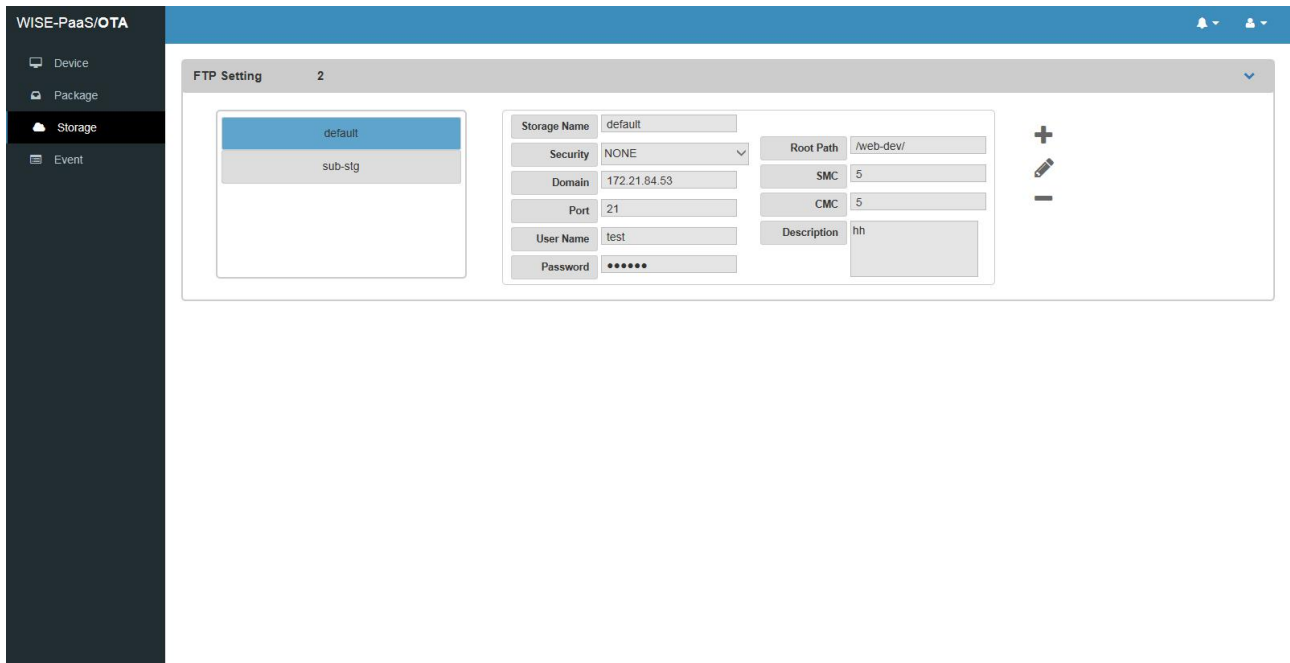 WISE-PaaS/OTA
Device
Package
Storage
Event
FTP Setting 2
default
sub-stg
Storage Name default
Security NONE
Domain 172.21.84.53
Port 21
User Name test
Password ••••••
Root Path /web-dev/
SMC 5
CMC 5
Description hh